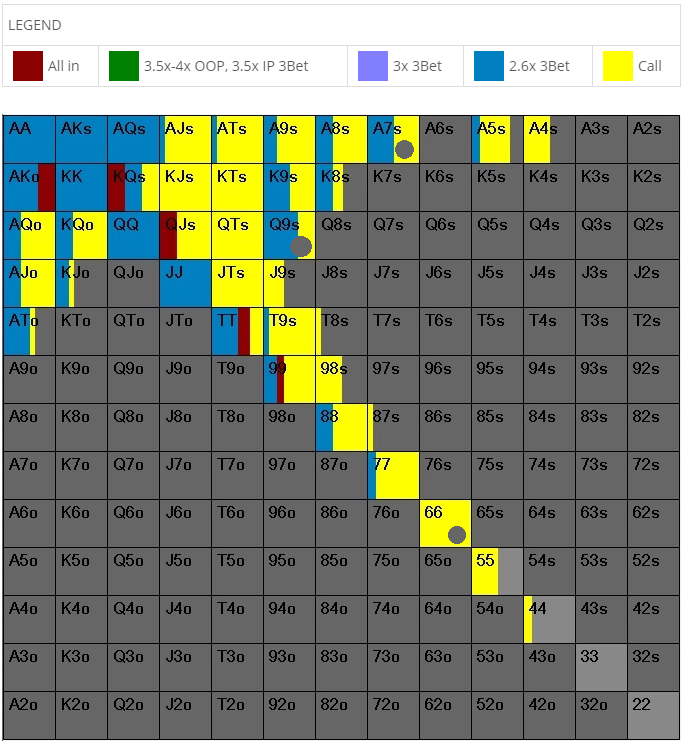 LEGEND
All in 3.5x-4x OOP, 3.5x IP 3Bet 3x 3Bet 2.6x 3Bet Call
AA AKs AQs AJs ATs A9s A8s A7s A6s A5s A4s A3s A2s
AKo KK KQs KJs KTs K9s K8s K7s K6s K5s K4s K3s K2s
AQo KQo QQ QJs QTs Q9s Q8s Q7s Q6s Q5s Q4s Q3s Q2s
AJo KJo QJo JJ JTs J9s J8s J7s J6s J5s J4s J3s J2s
ATo KTo QTo JTo TT T9s T8s T7s T6s T5s T4s T3s T2s
A9o K9o Q9o J9o T9o 99 98s 97s 96s 95s 94s 93s 92s
A8o K8o Q8o J8o T8o 98o 88 87s 86s 85s 84s 83s 82s
A7o K7o Q7o J7o T7o 97o 87o 77 76s 75s 74s 73s 72s
A6o K6o Q6o J6o T6o 96o 86o 76o 66 65s 64s 63s 62s
A5o K5o Q5o J5o T5o 95o 85o 75o 65o 55 54s 53s 52s
A4o K4o Q4o J4o T4o 94o 84o 74o 64o 54o 44 43s 42s
A3o K3o Q3o J3o T3o 93o 83o 73o 63o 53o 43o 33 32s
A2o K2o Q2o J2o T2o 92o 82o 72o 62o 52o 42o 32o 22